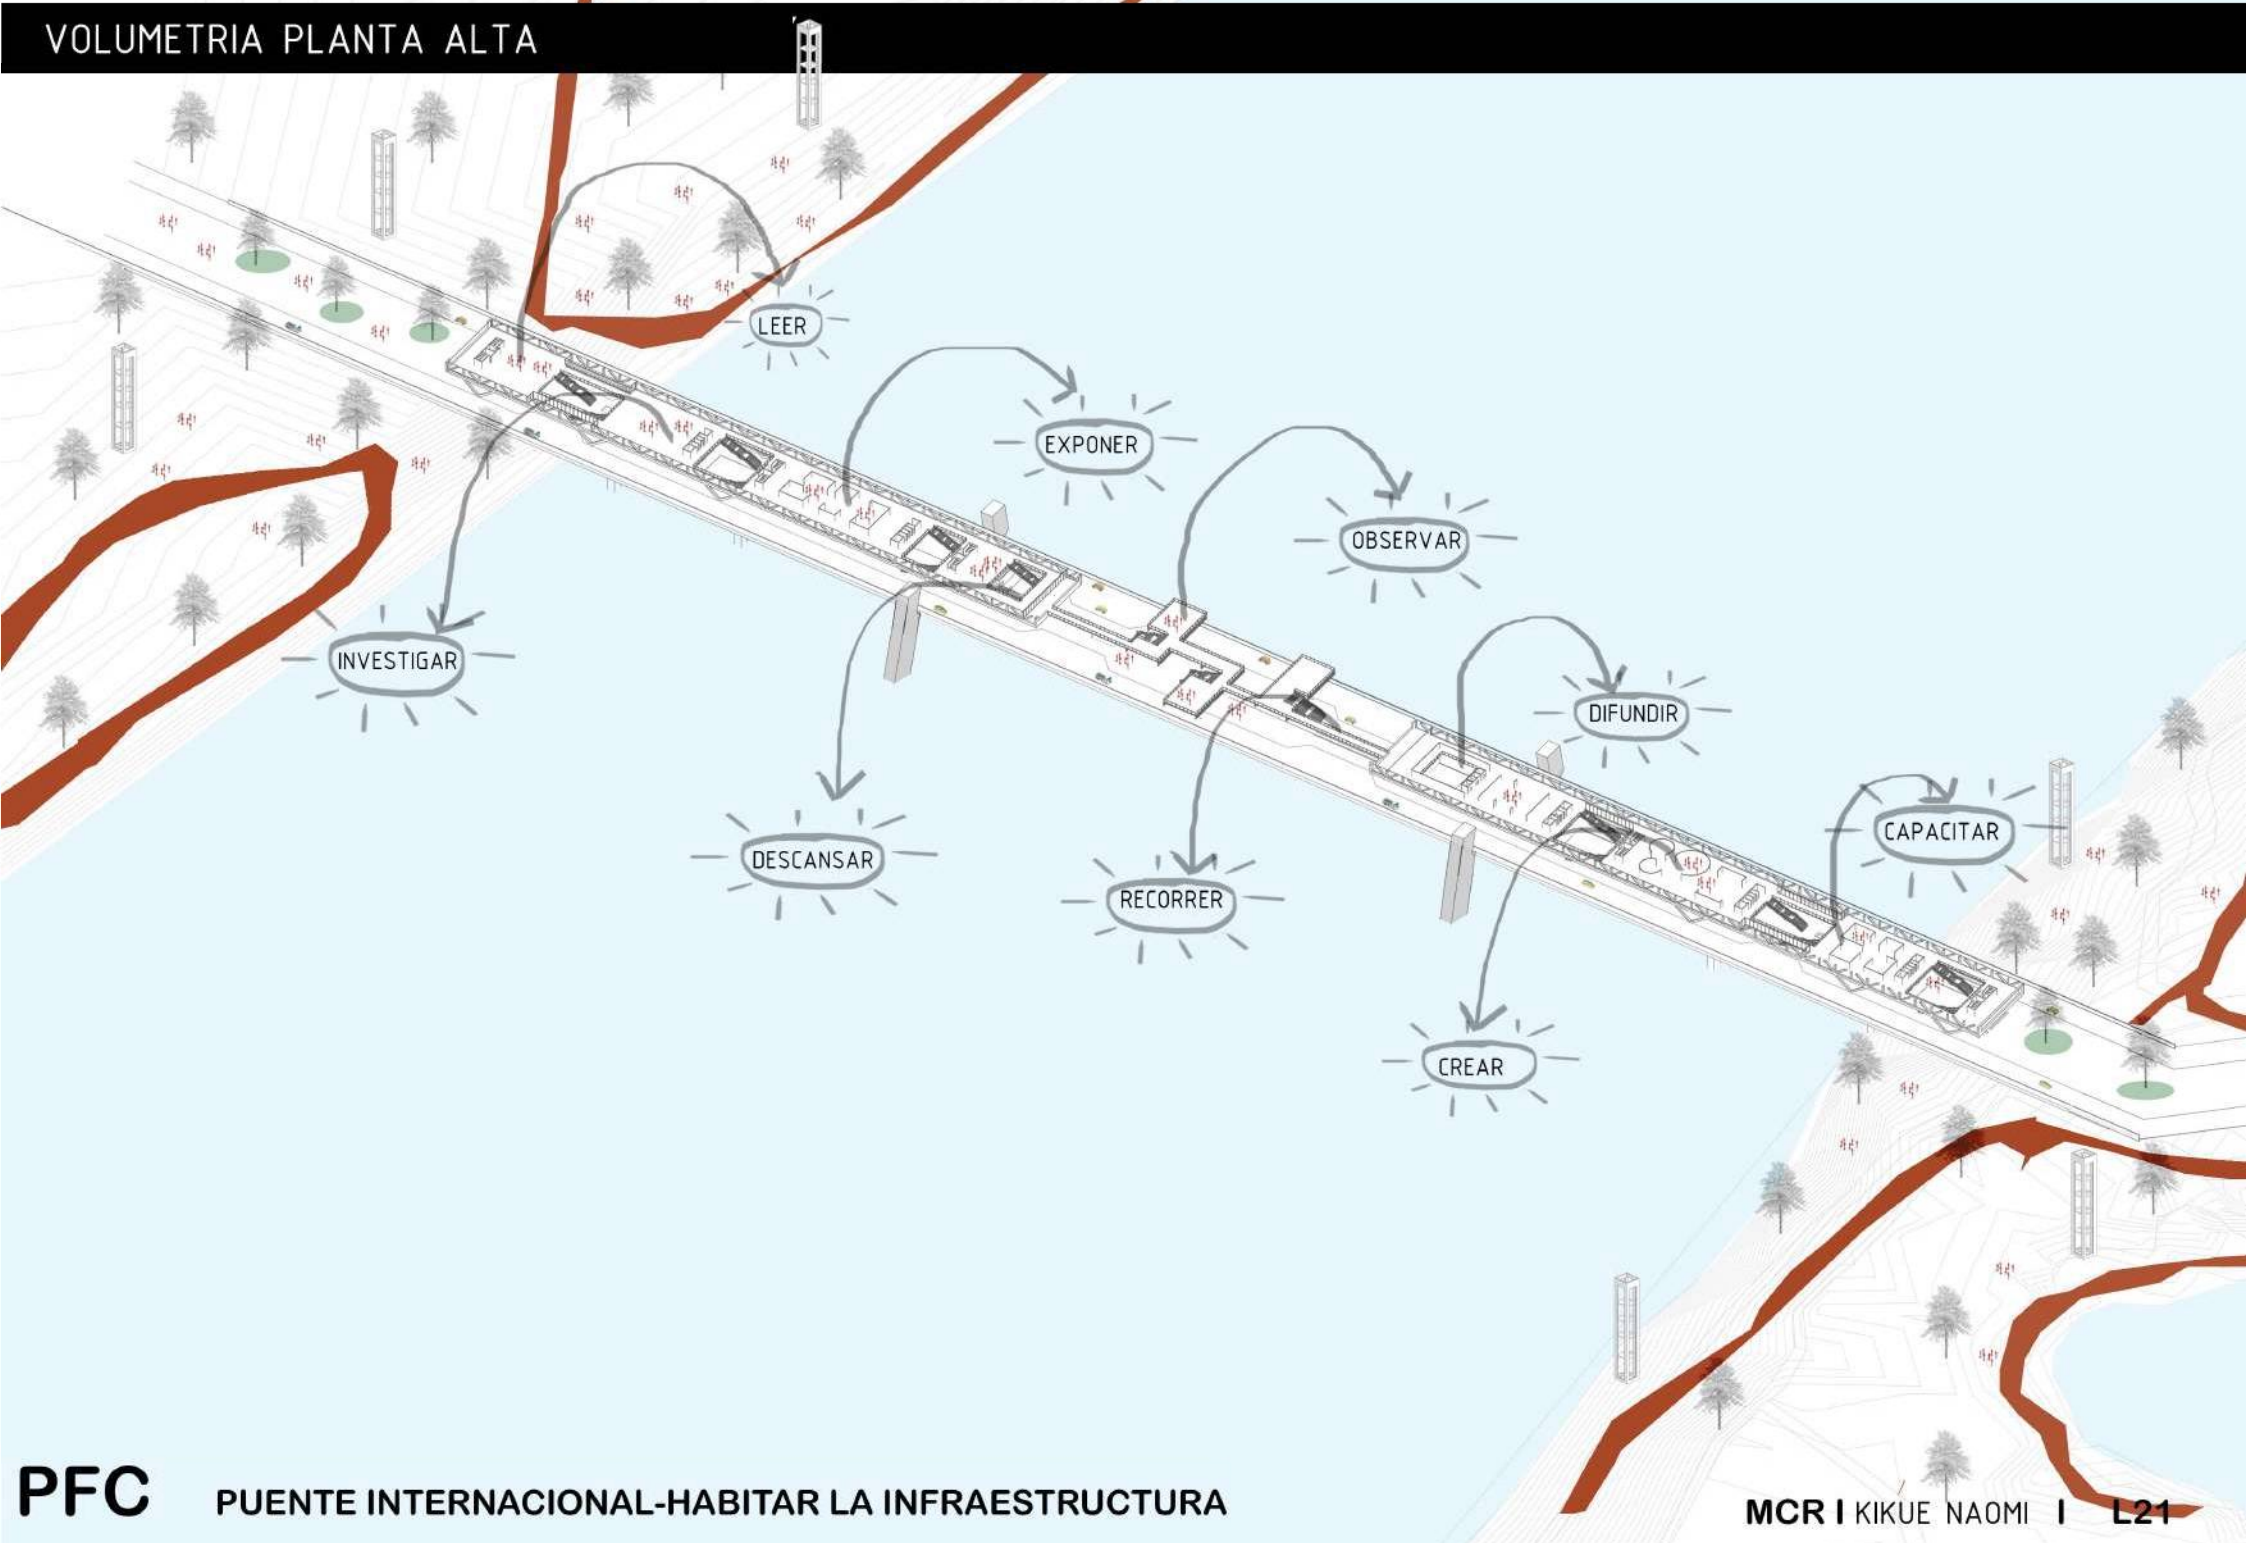 VOLUMETRIA PLANTA ALTA
LEER
EXPONER
OBSERVAR
INVESTIGAR
DIFUNDIR
CAPACITAR
DESCANSAR
RECORRER
CREAR
PFC PUENTE INTERNACIONAL-HABITAR LA INFRAESTRUCTURA
MCR | KIKUE NAOMI | L21